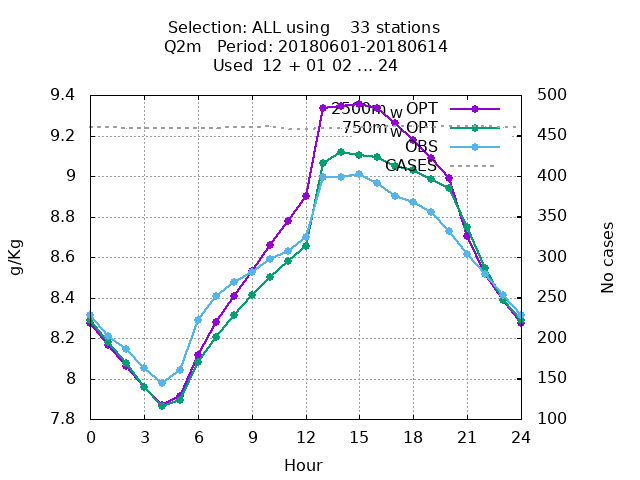 Selection: ALL using 33 stations
Q2m Period: 20180601-20180614
Used 12 + 01 02 ... 24
9.4
9.2
9
8.8
8.6
8.4
8.2
8
7.8
g/Kg
500
450
400
350
300
250
200
150
100
No cases
2500m_w OPT
750m_w OPT
OBS
CASES
0 3 6 9 12 15 18 21 24
Hour